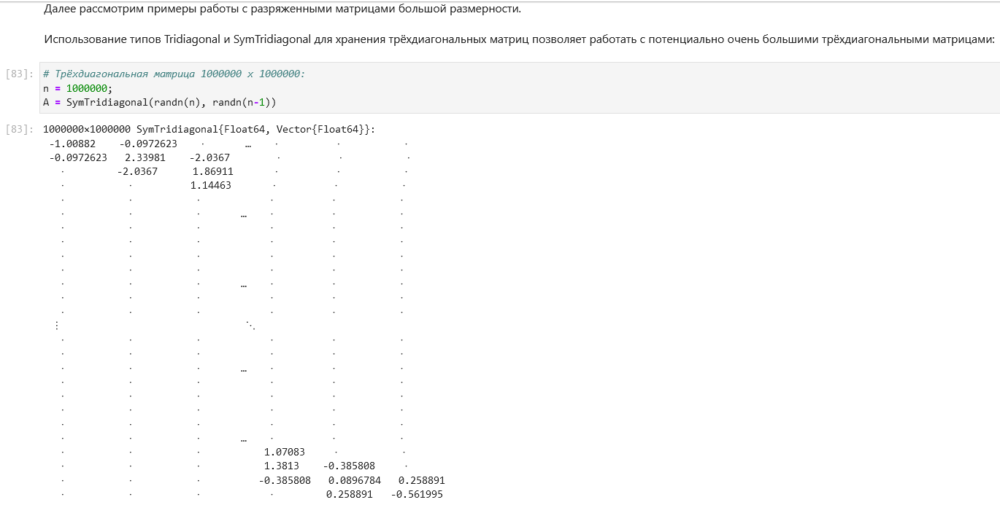 Далее рассмотрим примеры работы с разряженными матрицами большой размерности.
Использование типов Tridiagonal и SymTridiagonal для хранения трёхдиагональных матриц позволяет работать с потенциально очень большими трёхдиагональными матрицами:
[83]: # Трёхдиагональная матрица 1000000 x 1000000:
n = 1000000;
A = SymTridiagonal(randn(n), randn(n-1))
[83]: 1000000×1000000 SymTridiagonal{Float64, Vector{Float64}}:
-1.00882 -0.0972623 ⋅ … ⋅ ⋅ ⋅
-0.0972623 2.33981 -2.0367 ⋅ ⋅ ⋅
⋅ -2.0367 1.86911 ⋅ ⋅ ⋅
⋅ ⋅ 1.14463 ⋅ ⋅ ⋅
⋅ ⋅ ⋅ ⋅ ⋅ ⋅
⋅ ⋅ ⋅ … ⋅ ⋅ ⋅
⋅ ⋅ ⋅ ⋅ ⋅ ⋅
⋅ ⋅ ⋅ ⋅ ⋅ ⋅
⋅ ⋅ ⋅ ⋅ ⋅ ⋅
⋅ ⋅ ⋅ ⋅ ⋅ ⋅
⋅ ⋅ ⋅ … ⋅ ⋅ ⋅
⋅ ⋅ ⋅ ⋅ ⋅ ⋅
⋅ ⋅ ⋅ ⋅ ⋅ ⋅
⋮ ⋱
⋅ ⋅ ⋅ ⋅ ⋅ ⋅
⋅ ⋅ ⋅ ⋅ ⋅ ⋅
⋅ ⋅ ⋅ … ⋅ ⋅ ⋅
⋅ ⋅ ⋅ ⋅ ⋅ ⋅
⋅ ⋅ ⋅ ⋅ ⋅ ⋅
⋅ ⋅ ⋅ ⋅ ⋅ ⋅
⋅ ⋅ ⋅ ⋅ ⋅ ⋅
⋅ ⋅ ⋅ … ⋅ ⋅ ⋅
⋅ ⋅ ⋅ 1.07083 ⋅ ⋅
⋅ ⋅ ⋅ 1.3813 -0.385808 ⋅
⋅ ⋅ ⋅ -0.385808 0.0896784 0.258891
⋅ ⋅ ⋅ ⋅ 0.258891 -0.561995